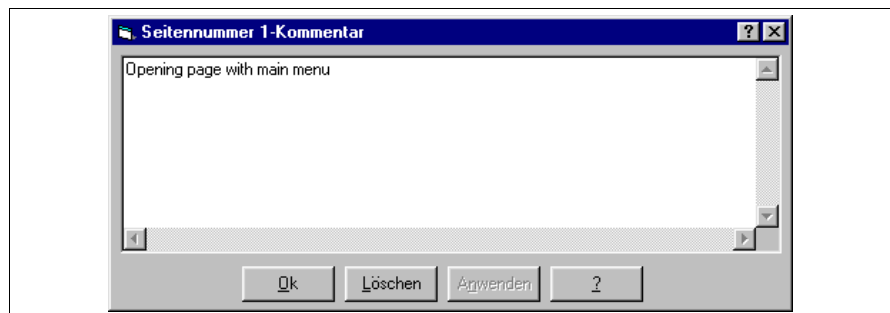 Seitennummer 1-Kommentar ?
Opening page with main menu
Ok Löschen Anwenden ?